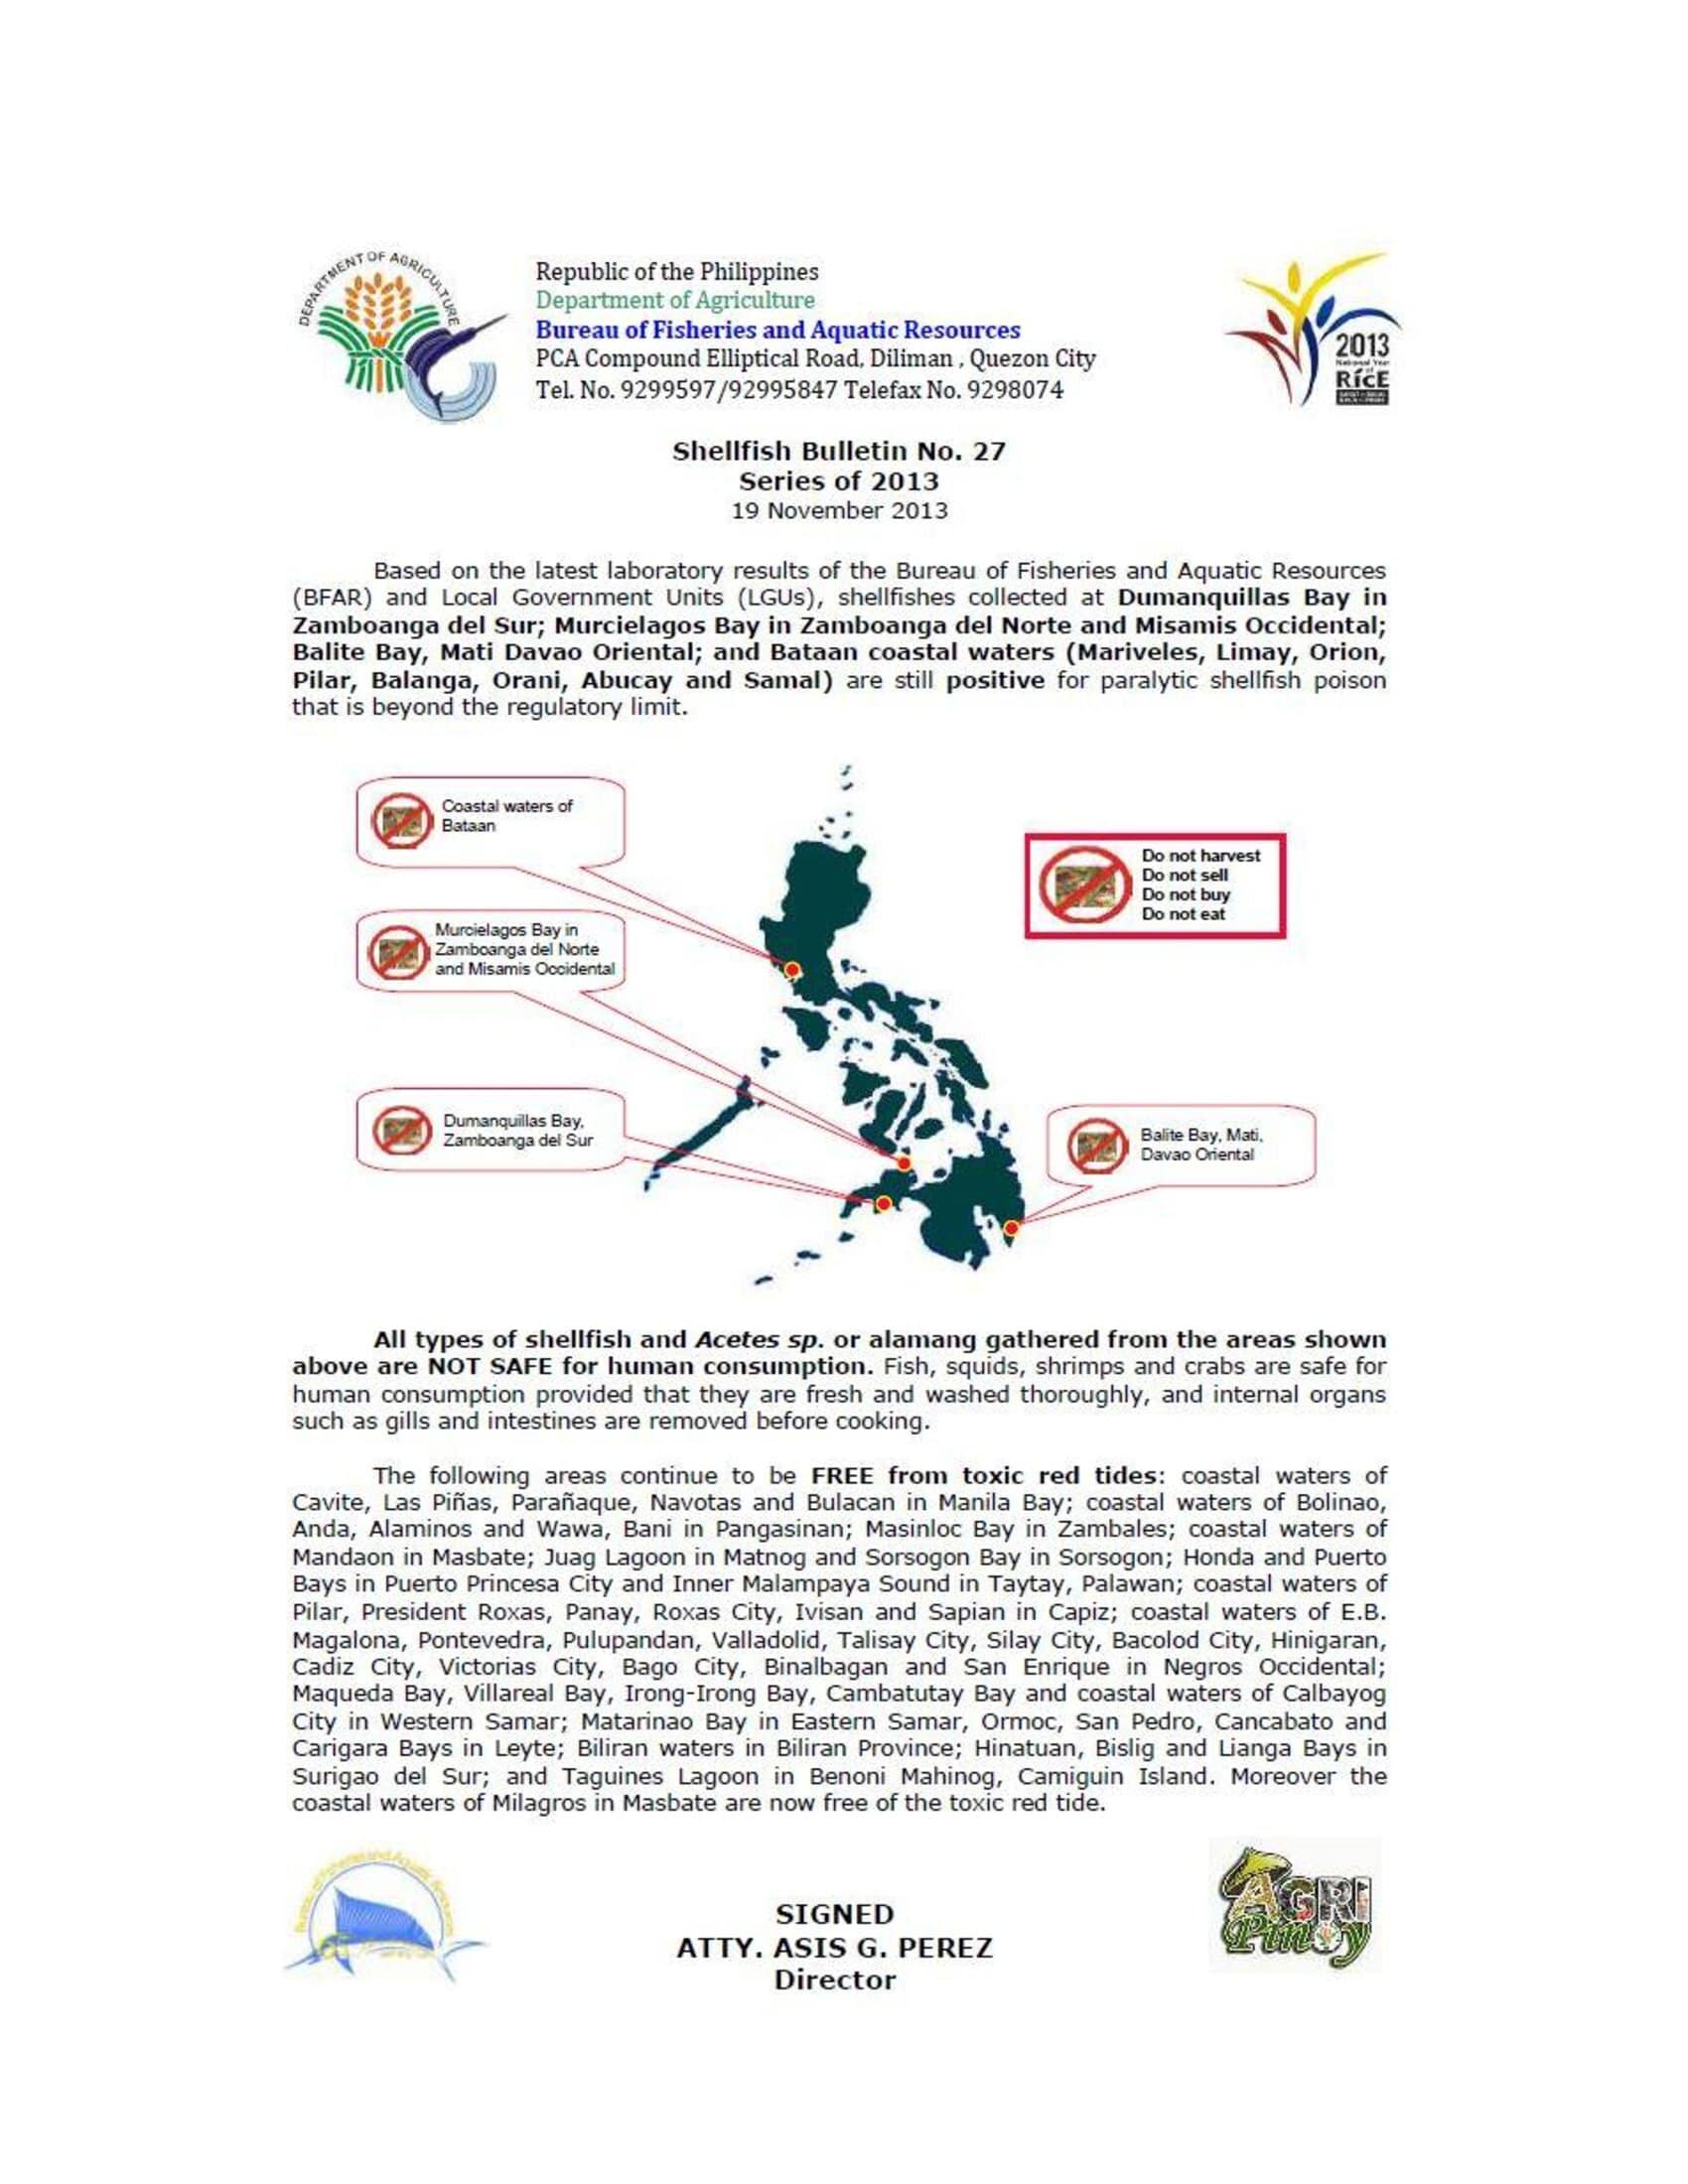 DEPARTMENT OF AGRICULTURE
Republic of the Philippines
Department of Agriculture
Bureau of Fisheries and Aquatic Resources
PCA Compound Elliptical Road, Diliman , Quezon City
Tel. No. 9299597/92995847 Telefax No. 9298074
2013
National Year
of
RiCE
Shellfish Bulletin No. 27
Series of 2013
19 November 2013
Based on the latest laboratory results of the Bureau of Fisheries and Aquatic Resources
(BFAR) and Local Government Units (LGUs), shellfishes collected at Dumanquillas Bay in
Zamboanga del Sur; Murcielagos Bay in Zamboanga del Norte and Misamis Occidental;
Balite Bay, Mati Davao Oriental; and Bataan coastal waters (Mariveles, Limay, Orion,
Pilar, Balanga, Orani, Abucay and Samal) are still positive for paralytic shellfish poison
that is beyond the regulatory limit.
Coastal waters of
Bataan
Do not harvest
Do not sell
Do not buy
Do not eat
Murcielagos Bay in
Zamboanga del Norte
and Misamis Occidental
Dumanquillas Bay,
Zamboanga del Sur
Balite Bay, Mati,
Davao Oriental
All types of shellfish and Acetes sp. or alamang gathered from the areas shown
above are NOT SAFE for human consumption. Fish, squids, shrimps and crabs are safe for
human consumption provided that they are fresh and washed thoroughly, and internal organs
such as gills and intestines are removed before cooking.
The following areas continue to be FREE from toxic red tides: coastal waters of
Cavite, Las Piñas, Parañaque, Navotas and Bulacan in Manila Bay; coastal waters of Bolinao,
Anda, Alaminos and Wawa, Bani in Pangasinan; Masinloc Bay in Zambales; coastal waters of
Mandaon in Masbate; Juag Lagoon in Matnog and Sorsogon Bay in Sorsogon; Honda and Puerto
Bays in Puerto Princesa City and Inner Malampaya Sound in Taytay, Palawan; coastal waters of
Pilar, President Roxas, Panay, Roxas City, Ivisan and Sapian in Capiz; coastal waters of E.B.
Magalona, Pontevedra, Pulupandan, Valladolid, Talisay City, Silay City, Bacolod City, Hinigaran,
Cadiz City, Victorias City, Bago City, Binalbagan and San Enrique in Negros Occidental;
Maqueda Bay, Villareal Bay, Irong-Irong Bay, Cambatutay Bay and coastal waters of Calbayog
City in Western Samar; Matarinao Bay in Eastern Samar, Ormoc, San Pedro, Cancabato and
Carigara Bays in Leyte; Biliran waters in Biliran Province; Hinatuan, Bislig and Lianga Bays in
Surigao del Sur; and Taguines Lagoon in Benoni Mahinog, Camiguin Island. Moreover the
coastal waters of Milagros in Masbate are now free of the toxic red tide.
Bureau of Fisheries and Aquatic Resources
AGRI
Pinoy
SIGNED
ATTY. ASIS G. PEREZ
Director